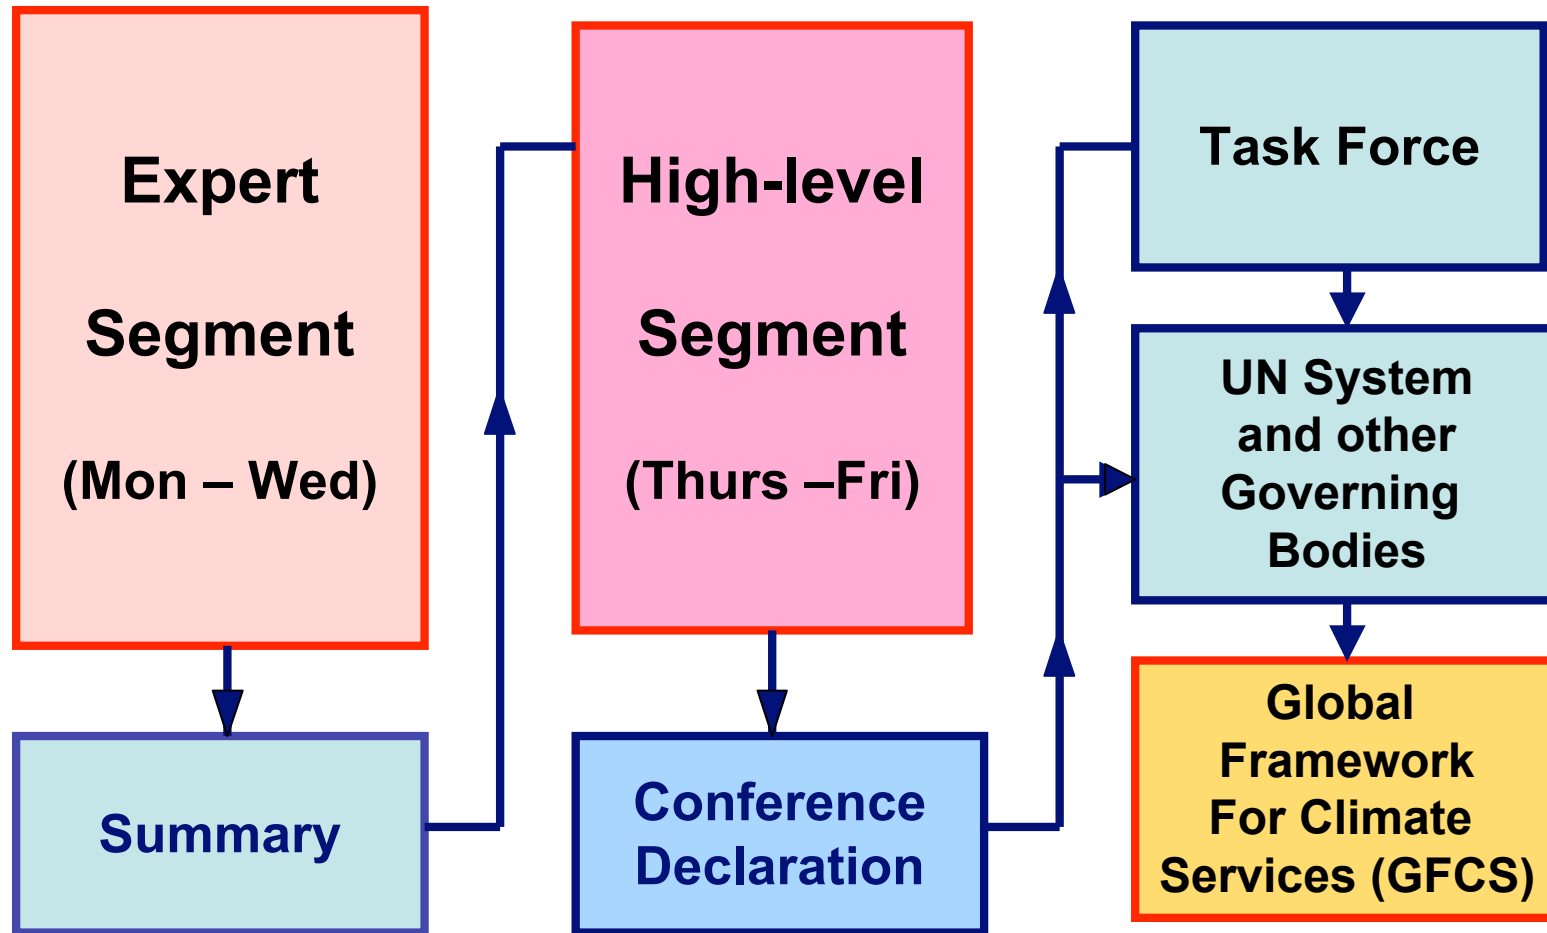 Expert
Segment
(Mon – Wed)
Summary
High-level
Segment
(Thurs –Fri)
Conference
Declaration
Task Force
UN System
and other
Governing
Bodies
Global
Framework
For Climate
Services (GFCS)